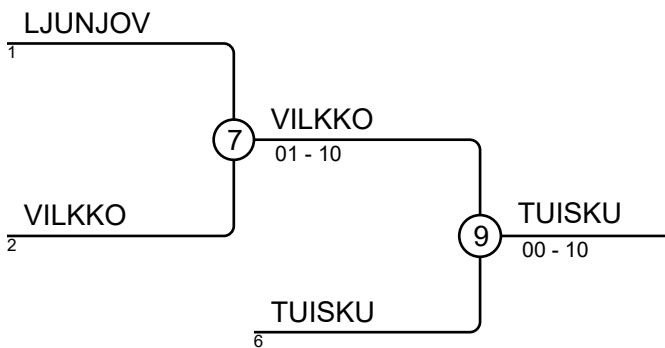 LJUNJOV
1
7
VILKKO
01 - 10
VILKKO
2
9
TUISKU
00 - 10
TUISKU
6